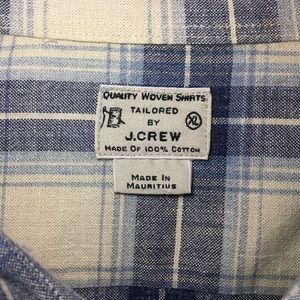 QUALITY WOVEN SHIRTS
TAILORED
BY
XL
J.CREW
MADE OF 100% COTTON
MADE IN
MAURITIUS